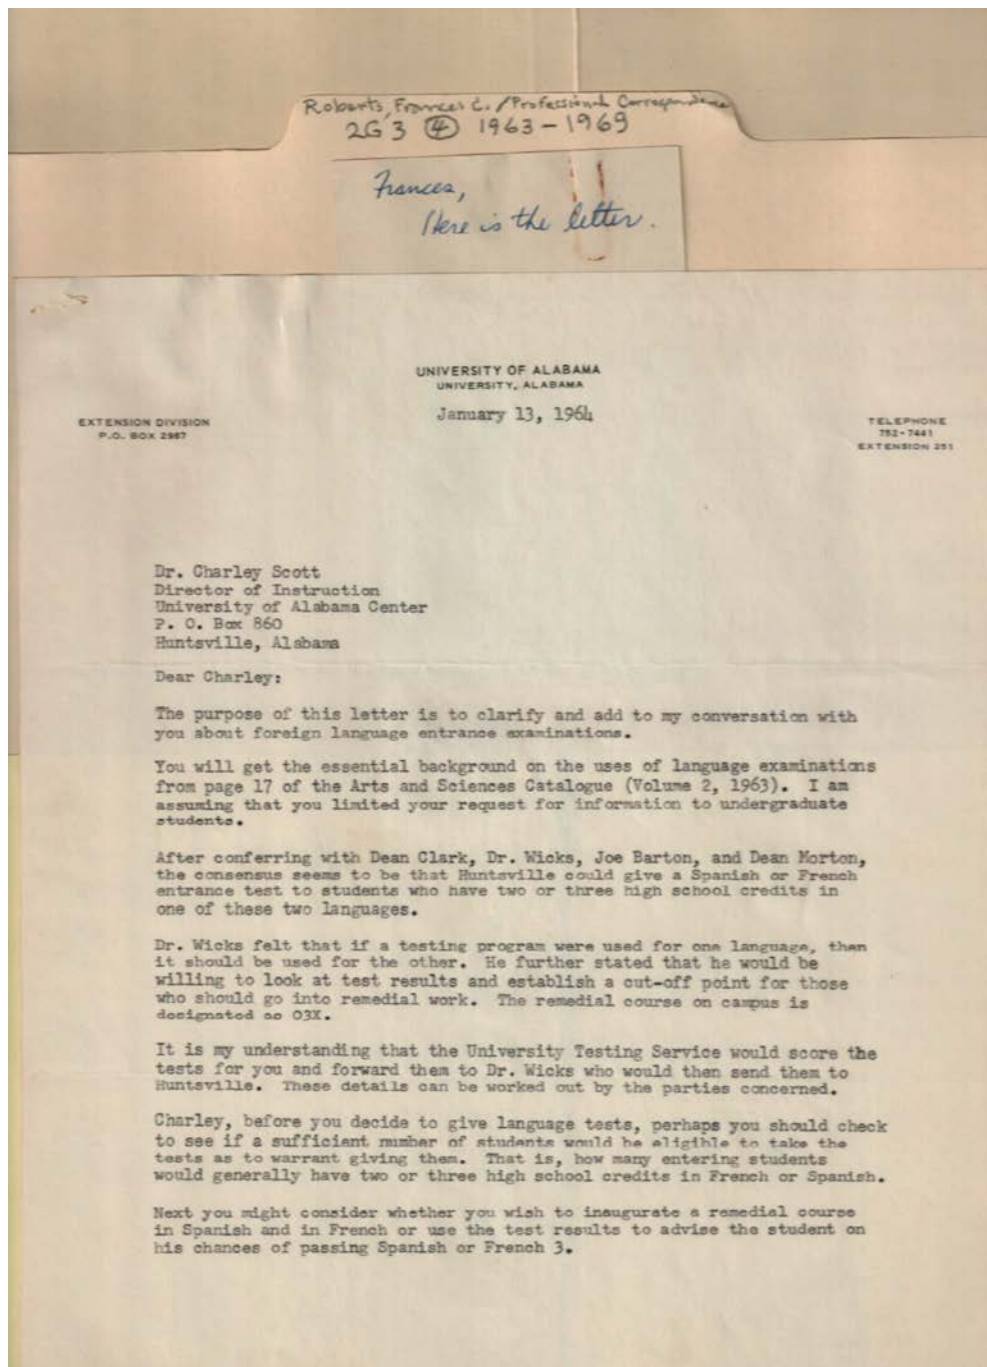 Roberts, Frances C. / Professional Correspondence
2G3 (4) 1963-1969
Frances,
Here is the letter.
UNIVERSITY OF ALABAMA
UNIVERSITY, ALABAMA
January 13, 1964
EXTENSION DIVISION
P.O. BOX 2987
TELEPHONE
752-7441
EXTENSION 251
Dr. Charley Scott
Director of Instruction
University of Alabama Center
P. O. Box 860
Huntsville, Alabama
Dear Charley:
The purpose of this letter is to clarify and add to my conversation with
you about foreign language entrance examinations.
You will get the essential background on the uses of language examinations
from page 17 of the Arts and Sciences Catalogue (Volume 2, 1963). I am
assuming that you limited your request for information to undergraduate
students.
After conferring with Dean Clark, Dr. Wicks, Joe Barton, and Dean Morton,
the consensus seems to be that Huntsville could give a Spanish or French
entrance test to students who have two or three high school credits in
one of these two languages.
Dr. Wicks felt that if a testing program were used for one language, then
it should be used for the other. He further stated that he would be
willing to look at test results and establish a cut-off point for those
who should go into remedial work. The remedial course on campus is
designated as 03X.
It is my understanding that the University Testing Service would score the
tests for you and forward them to Dr. Wicks who would then send them to
Huntsville. These details can be worked out by the parties concerned.
Charley, before you decide to give language tests, perhaps you should check
to see if a sufficient number of students would be eligible to take the
tests as to warrant giving them. That is, how many entering students
would generally have two or three high school credits in French or Spanish.
Next you might consider whether you wish to inaugurate a remedial course
in Spanish and in French or use the test results to advise the student on
his chances of passing Spanish or French 3.